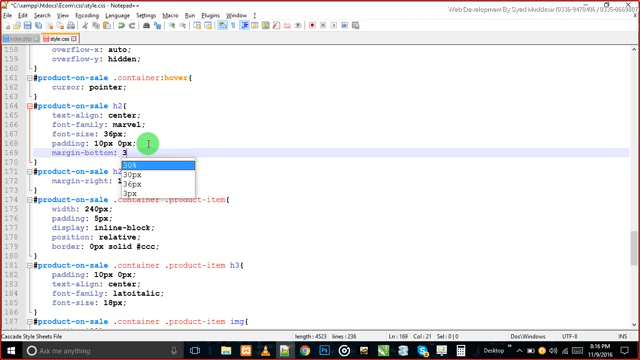 *C:\xampp\htdocs\Ecom\css\style.css - Notepad++
Web Development By Syed Muddasir (0336-9470406 / 0331-6669307
File Edit Search View Encoding Language Settings Macro Run Plugins Window ?
index.php style.css
158 overflow-x: auto;
159 overflow-y: hidden;
160 }
161 #product-on-sale .container:hover{
162 cursor: pointer;
163 }
164 #product-on-sale h2{
165 text-align: center;
166 font-family: marvel;
167 font-size: 36px;
168 padding: 10px 0px;
169 margin-bottom: 3
30%
30px
36px
3px
170 }
171 #product-on-sale h2
172 margin-right: 1
173 }
174 #product-on-sale .container .product-item{
175 width: 240px;
176 padding: 5px;
177 display: inline-block;
178 position: relative;
179 border: 0px solid #ccc;
180 }
181 #product-on-sale .container .product-item h3{
182 padding: 10px 0px;
183 text-align: center;
184 font-family: latoitalic;
185 font-size: 18px;
186 }
187 #product-on-sale .container .product-item img{
Cascade Style Sheets File length : 4523 lines : 236 Ln : 169 Col : 21 Sel : 0 | 0 Dos\Windows UTF-8 INS
Ask me anything
Desktop
8:16 PM
11/9/2016